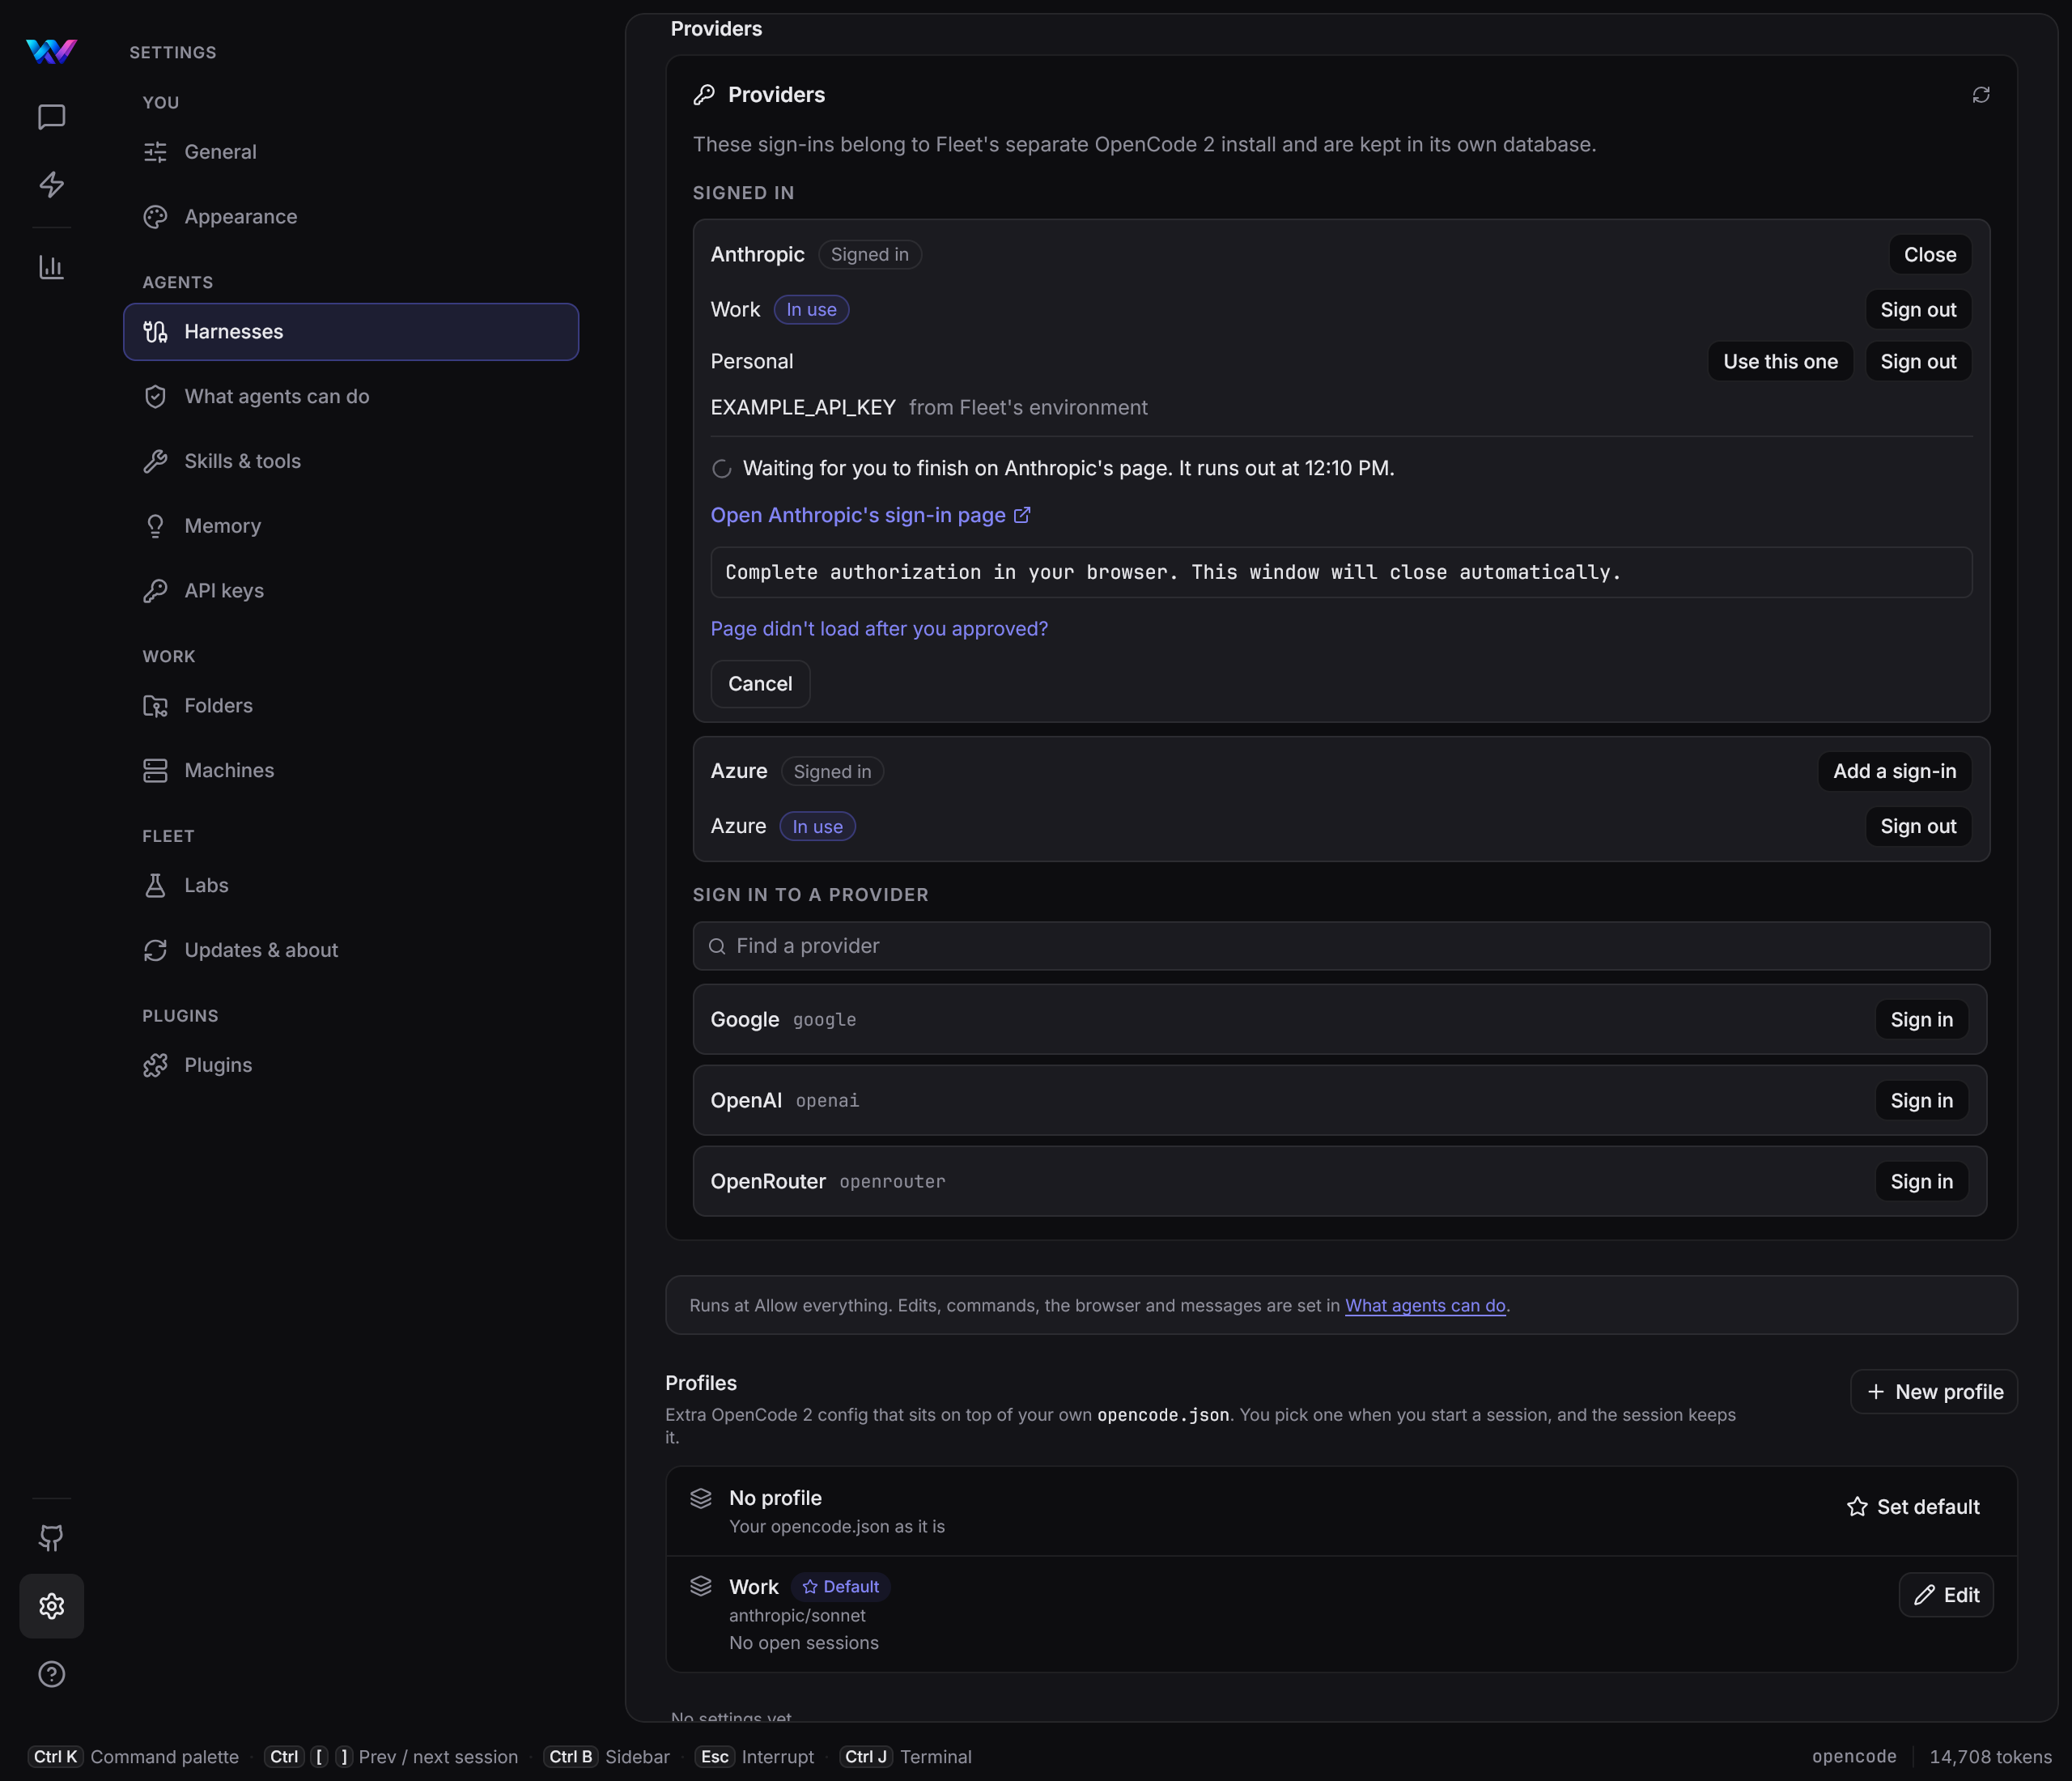 SETTINGS
YOU
General
Appearance
AGENTS
Harnesses
What agents can do
Skills & tools
Memory
API keys
WORK
Folders
Machines
FLEET
Labs
Updates & about
PLUGINS
Plugins
Providers
Providers
These sign-ins belong to Fleet's separate OpenCode 2 install and are kept in its own database.
SIGNED IN
Anthropic Signed in Close
Work In use Sign out
Personal Use this one Sign out
EXAMPLE_API_KEY from Fleet's environment
Waiting for you to finish on Anthropic's page. It runs out at 12:10 PM.
Open Anthropic's sign-in page
Complete authorization in your browser. This window will close automatically.
Page didn't load after you approved?
Cancel
Azure Signed in Add a sign-in
Azure In use Sign out
SIGN IN TO A PROVIDER
Find a provider
Google google Sign in
OpenAI openai Sign in
OpenRouter openrouter Sign in
Runs at Allow everything. Edits, commands, the browser and messages are set in What agents can do.
Profiles
New profile
Extra OpenCode 2 config that sits on top of your own opencode.json. You pick one when you start a session, and the session keeps
it.
No profile
Your opencode.json as it is
Set default
Work Default
anthropic/sonnet
No open sessions
Edit
No settings yet
Ctrl K Command palette · Ctrl [ ] Prev / next session · Ctrl B Sidebar · Esc Interrupt · Ctrl J Terminal
opencode 14,708 tokens